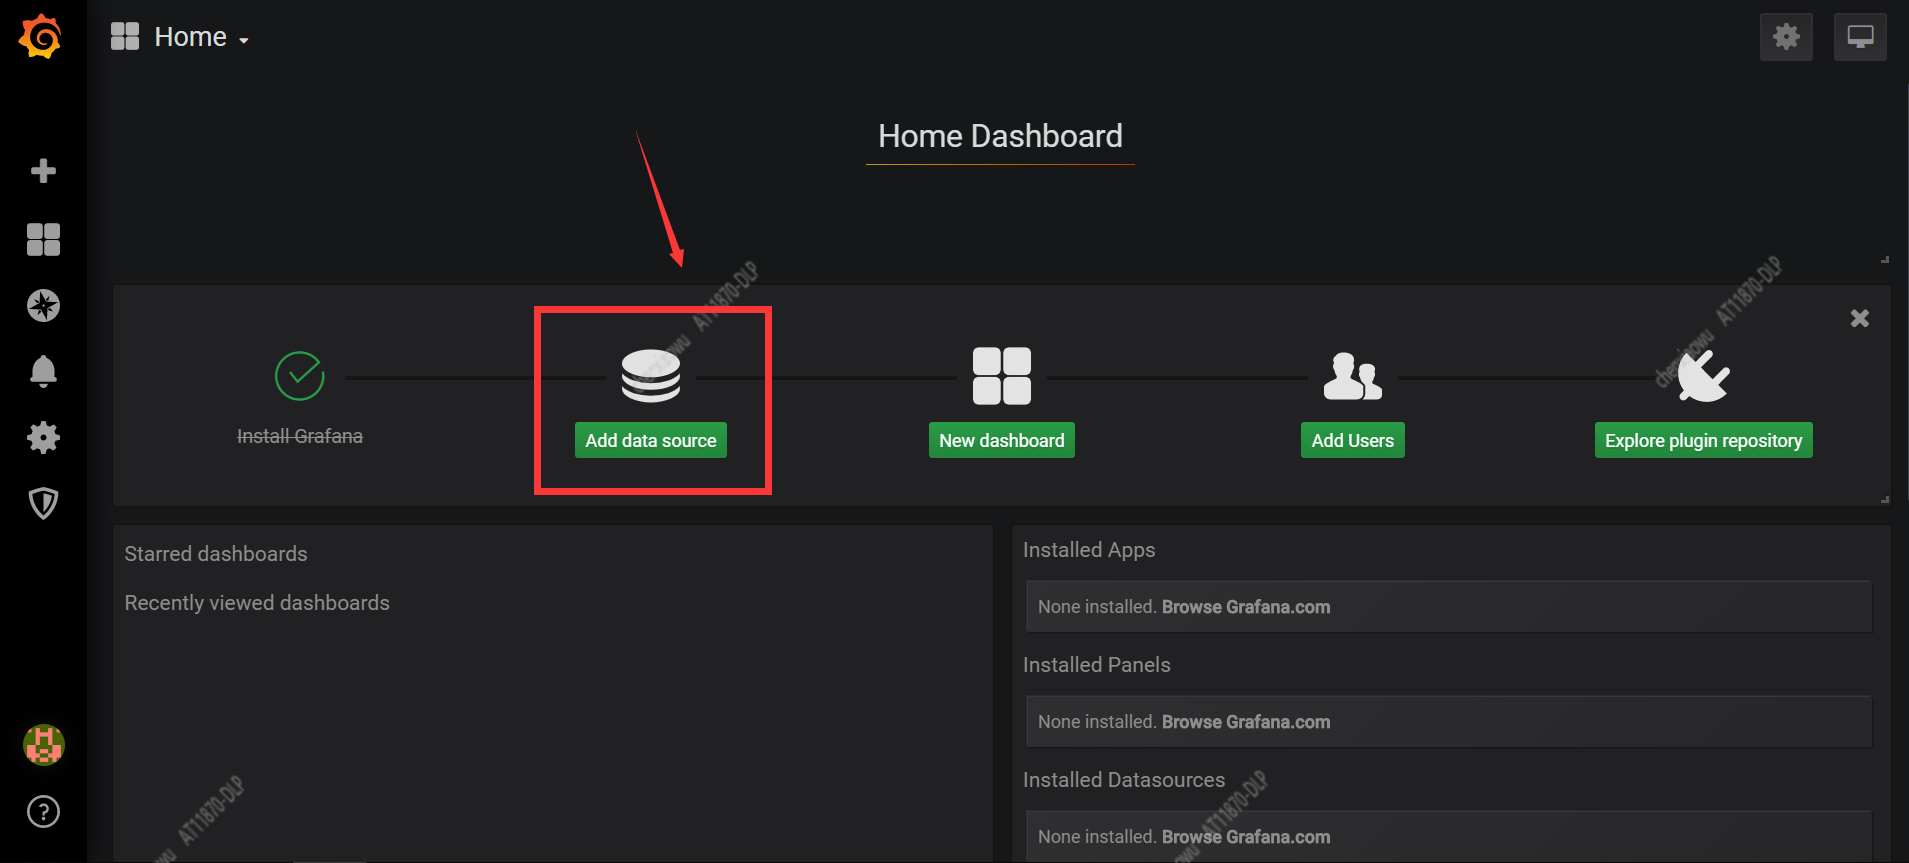 Home
Home Dashboard
Install Grafana
Add data source
New dashboard
Add Users
Explore plugin repository
Starred dashboards
Recently viewed dashboards
Installed Apps
None installed. Browse Grafana.com
Installed Panels
None installed. Browse Grafana.com
Installed Datasources
None installed. Browse Grafana.com
AT11870-DLP
AT11870-DLP
AT11870-DLP
AT11870-DLP